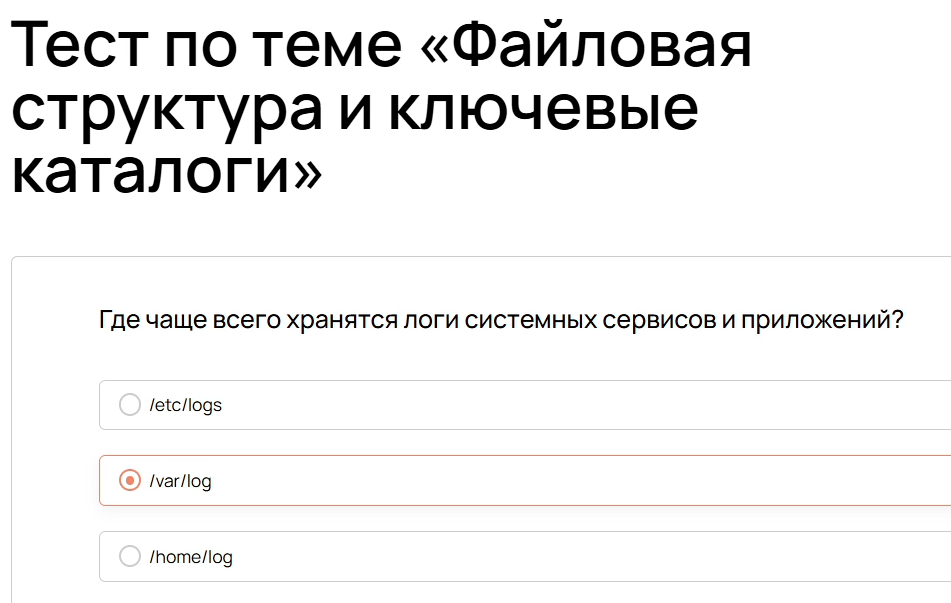 Тест по теме «Файловая
структура и ключевые
каталоги»
Где чаще всего хранятся логи системных сервисов и приложений?
/etc/logs
/var/log
/home/log